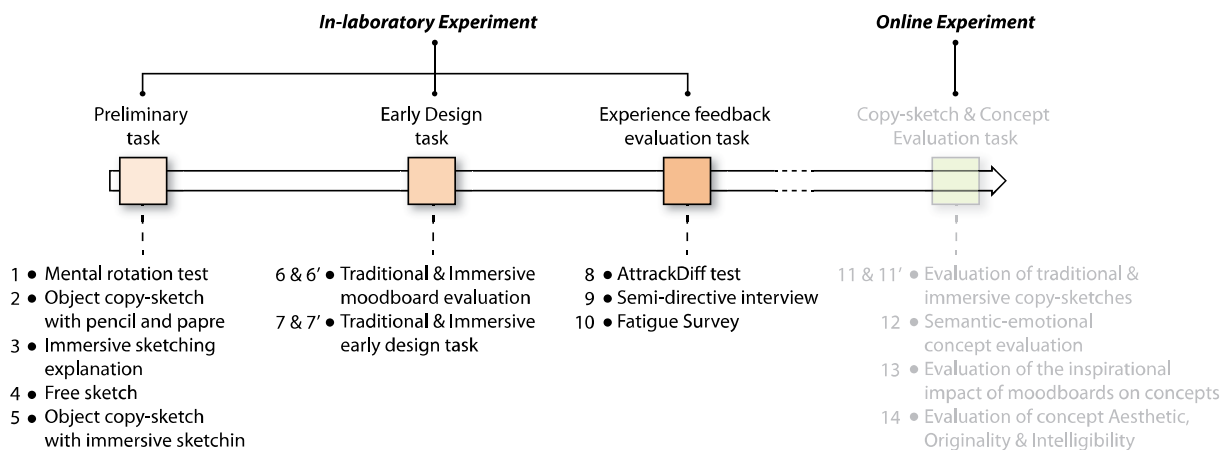 In-laboratory Experiment
Online Experiment
Preliminary
task
Early Design
task
Experience feedback
evaluation task
Copy-sketch & Concept
Evaluation task
1 • Mental rotation test
2 • Object copy-sketch
with pencil and papre
3 • Immersive sketching
explanation
4 • Free sketch
5 • Object copy-sketch
with immersive sketchin
6 & 6’ • Traditional & Immersive
moodboard evaluation
7 & 7’ • Traditional & Immersive
early design task
8 • AttrackDiff test
9 • Semi-directive interview
10 • Fatigue Survey
11 & 11’ • Evaluation of traditional &
immersive copy-sketches
12 • Semantic-emotional
concept evaluation
13 • Evaluation of the inspirational
impact of moodboards on concepts
14 • Evaluation of concept Aesthetic,
Originality & Intelligibility